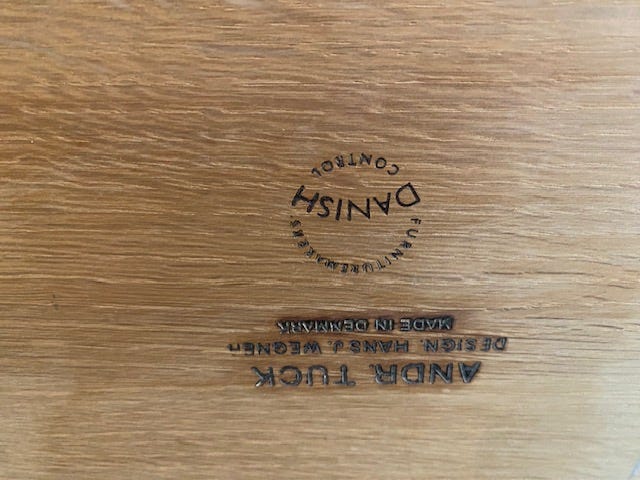 ANDR. TUCK
DESIGN. HANS J. WEGNER
MADE IN DENMARK
FURNITUREMAKERS'
DANISH
CONTROL